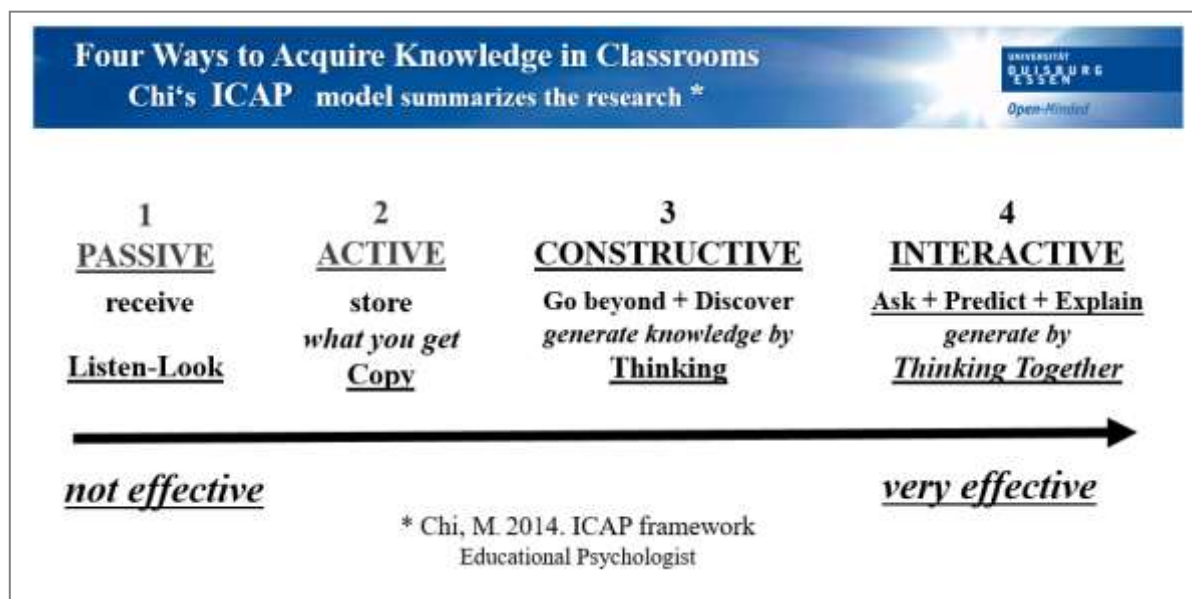 Four Ways to Acquire Knowledge in Classrooms
Chi's ICAP model summarizes the research *
UNIVERSITÄT
DUISBURG
ESSEN
Open-Minded
1
PASSIVE
receive
Listen-Look
2
ACTIVE
store
what you get
Copy
3
CONSTRUCTIVE
Go beyond + Discover
generate knowledge by
Thinking
4
INTERACTIVE
Ask + Predict + Explain
generate by
Thinking Together
not effective
very effective
* Chi, M. 2014. ICAP framework
Educational Psychologist